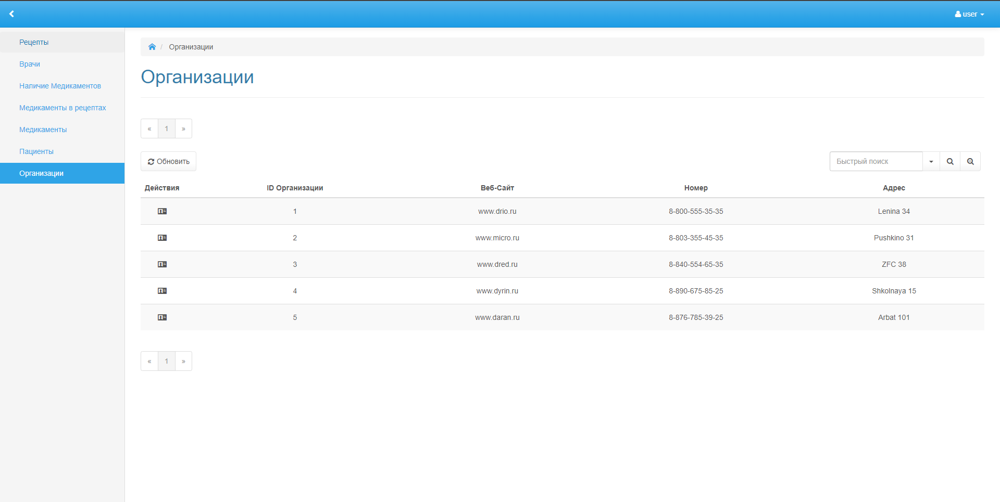 user
Рецепты
Врачи
Наличие Медикаментов
Медикаменты в рецептах
Медикаменты
Пациенты
Организации
/ Организации
Организации
« 1 »
Обновить
Быстрый поиск
Действия ID Организации Веб-Сайт Номер Адрес
1 www.drio.ru 8-800-555-35-35 Lenina 34
2 www.micro.ru 8-803-355-45-35 Pushkino 31
3 www.dred.ru 8-840-554-65-35 ZFC 38
4 www.dyrin.ru 8-890-675-85-25 Shkolnaya 15
5 www.daran.ru 8-876-785-39-25 Arbat 101
« 1 »